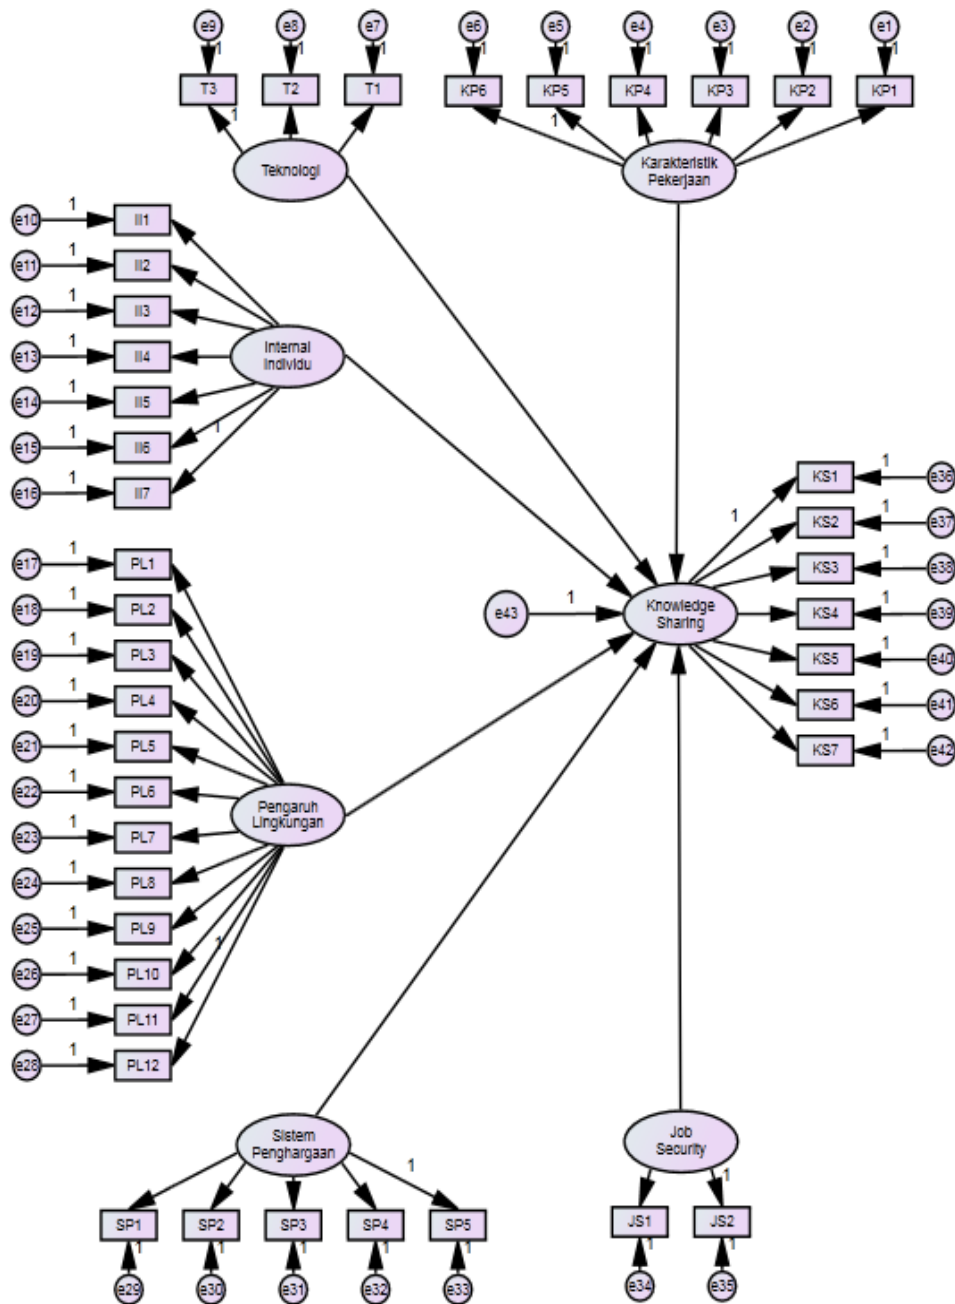 e9 e8 e7 e6 e5 e4 e3 e2 e1
1 1 1 1 1 1 1 1 1
T3 T2 T1 KP6 KP5 KP4 KP3 KP2 KP1
1 1
Teknologi
Karakteristik
Pekerjaan
e10 1 II1
e11 1 II2
e12 1 II3
e13 1 II4
e14 1 II5
e15 1 II6
e16 1 II7
Internal
Individu
1
e17 1 PL1
e18 1 PL2
e19 1 PL3
e20 1 PL4
e21 1 PL5
e22 1 PL6
e23 1 PL7
e24 1 PL8
e25 1 PL9
e26 1 PL10
e27 1 PL11
e28 1 PL12
Pengaruh
Lingkungan
1
e43 1
Knowledge
Sharing
1
KS1 1 e36
KS2 1 e37
KS3 1 e38
KS4 1 e39
KS5 1 e40
KS6 1 e41
KS7 1 e42
Sistem
Penghargaan
1
SP1 SP2 SP3 SP4 SP5
1 1 1 1 1
e29 e30 e31 e32 e33
Job
Security
1
JS1 JS2
1 1
e34 e35